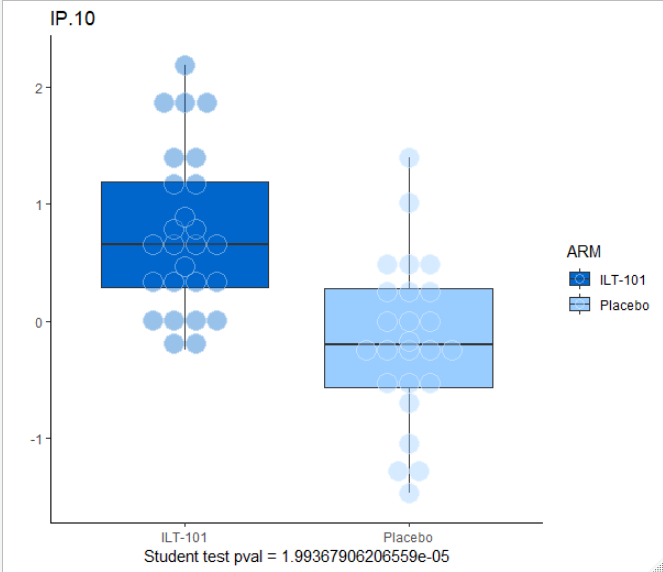 IP.10
2
1
0
-1
ILT-101
Placebo
Student test pval = 1.99367906206559e-05
ARM
ILT-101
Placebo